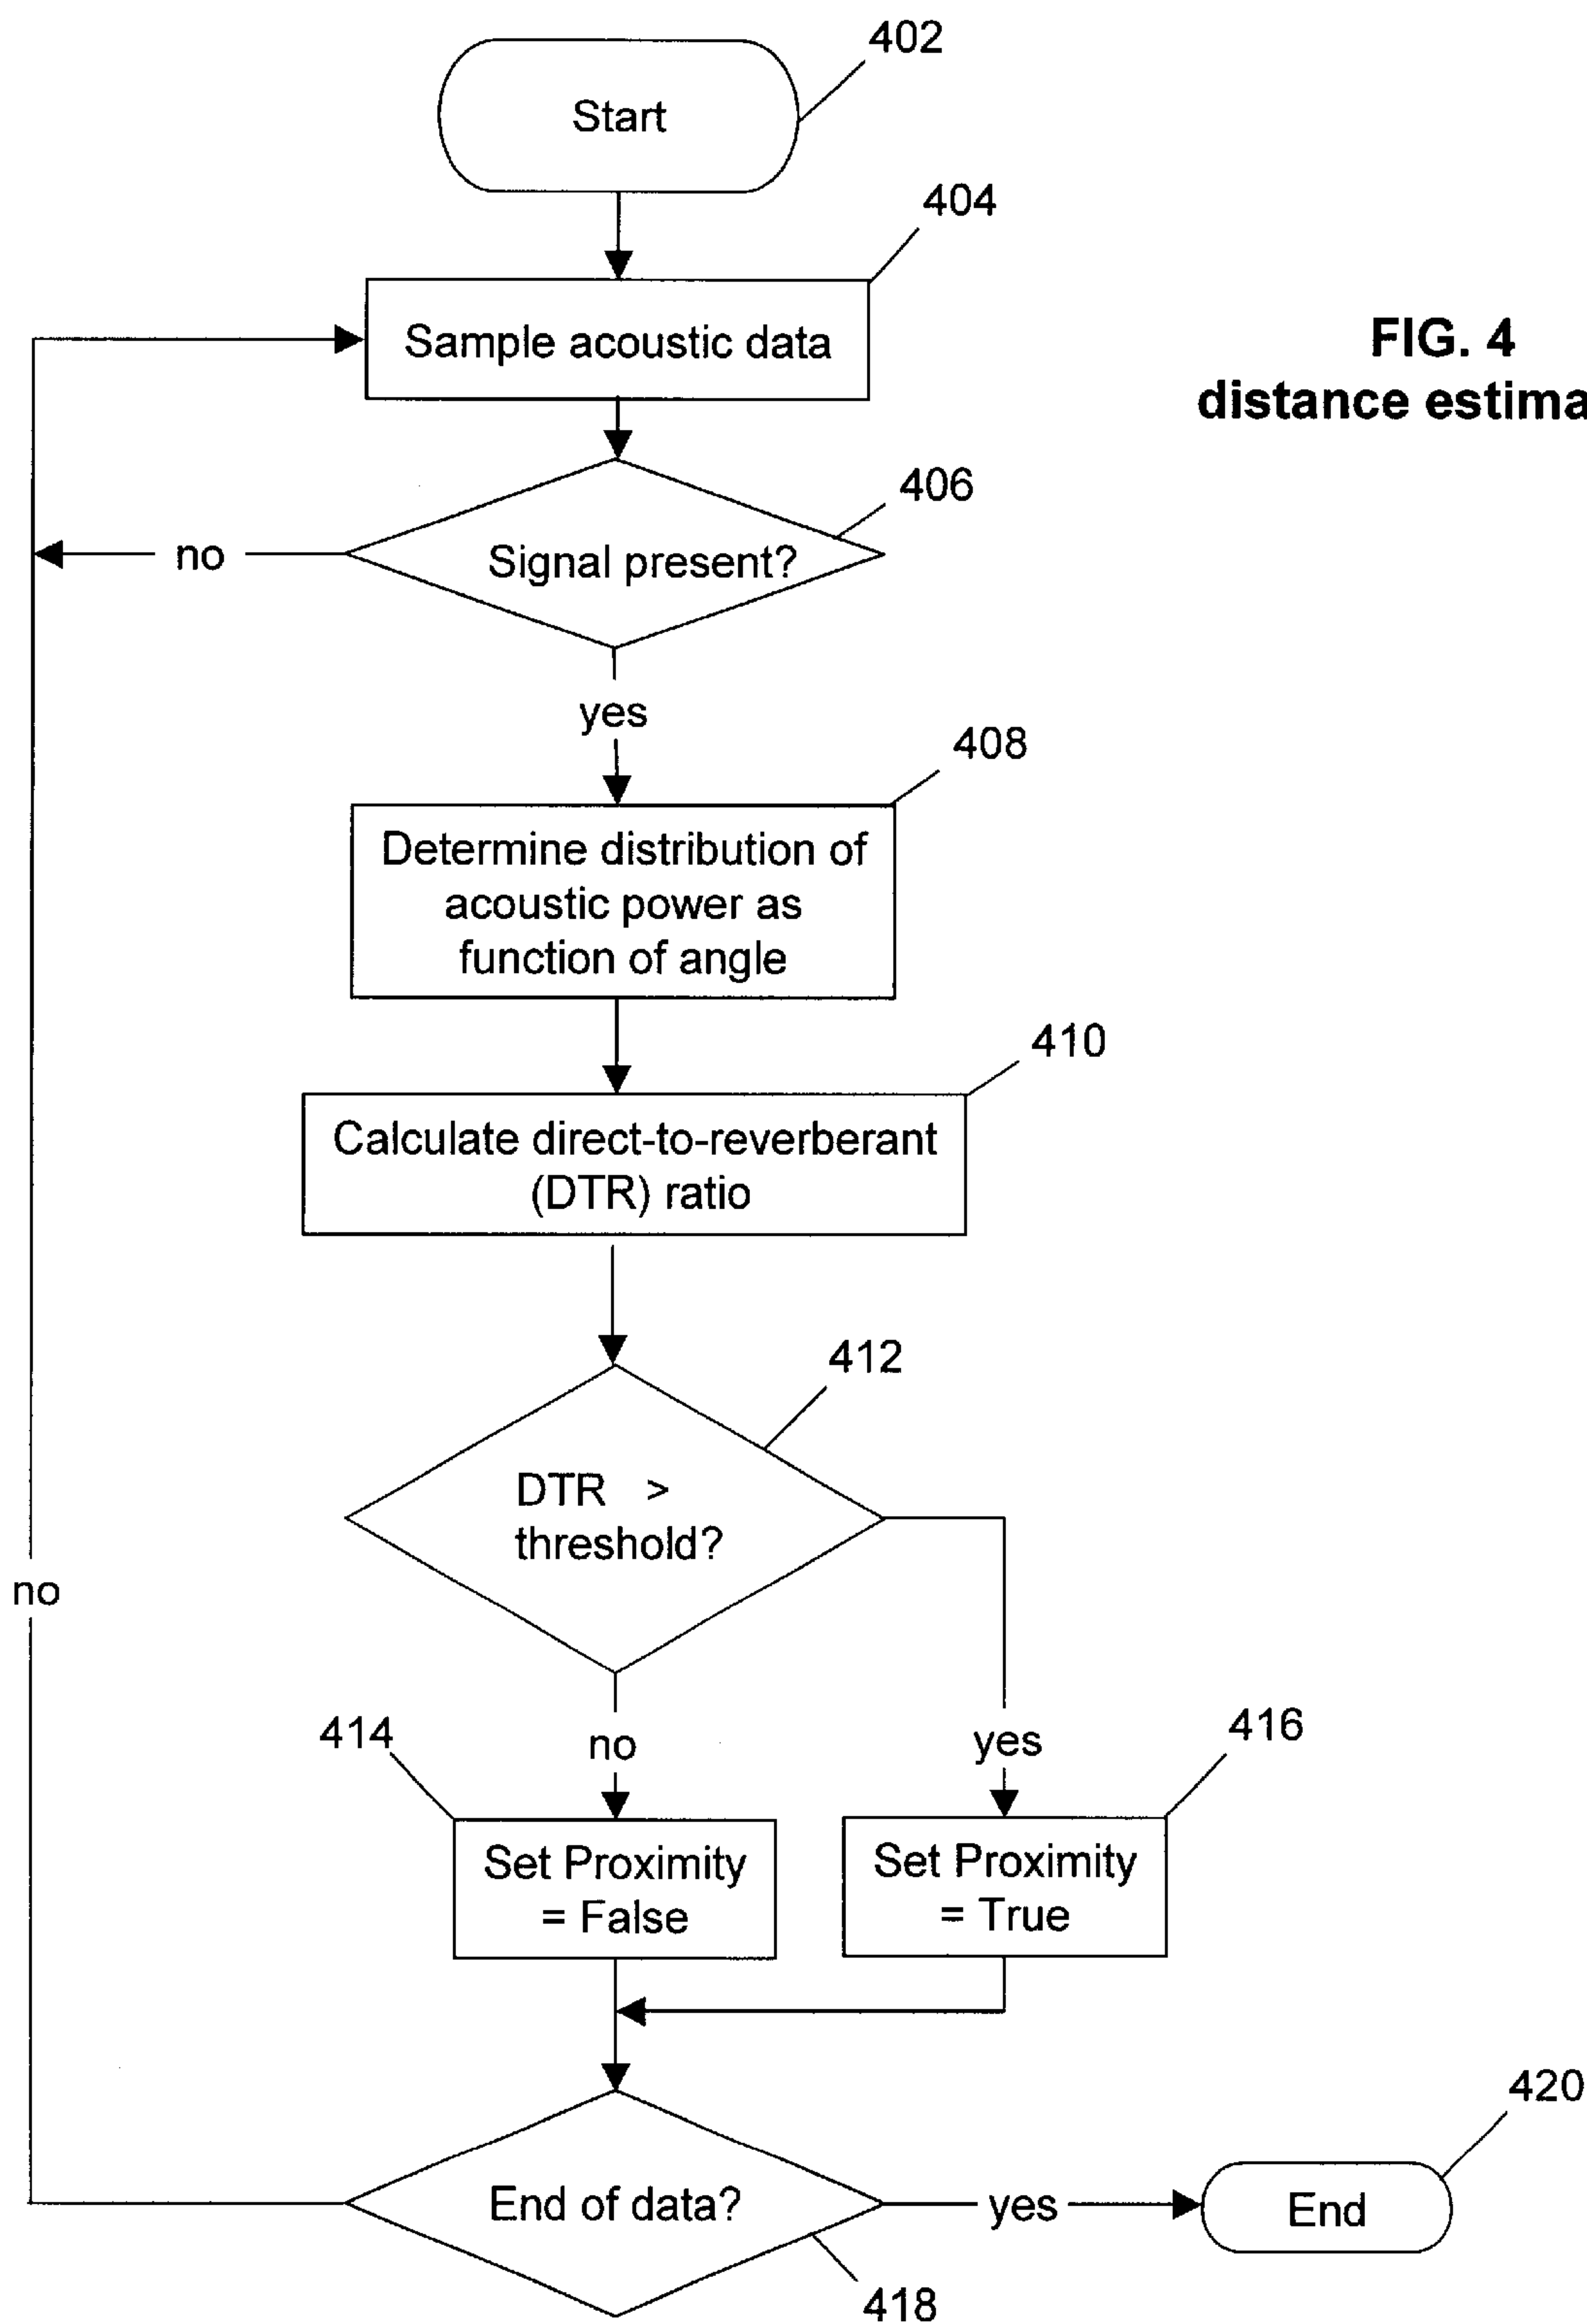 402
Start
404
Sample acoustic data
FIG. 4
distance estima
406
no
Signal present?
yes
408
Determine distribution of
acoustic power as
function of angle
410
Calculate direct-to-reverberant
(DTR) ratio
412
DTR >
threshold?
no
414
no
yes
416
Set Proximity
= False
Set Proximity
= True
420
End of data?
yes
End
418